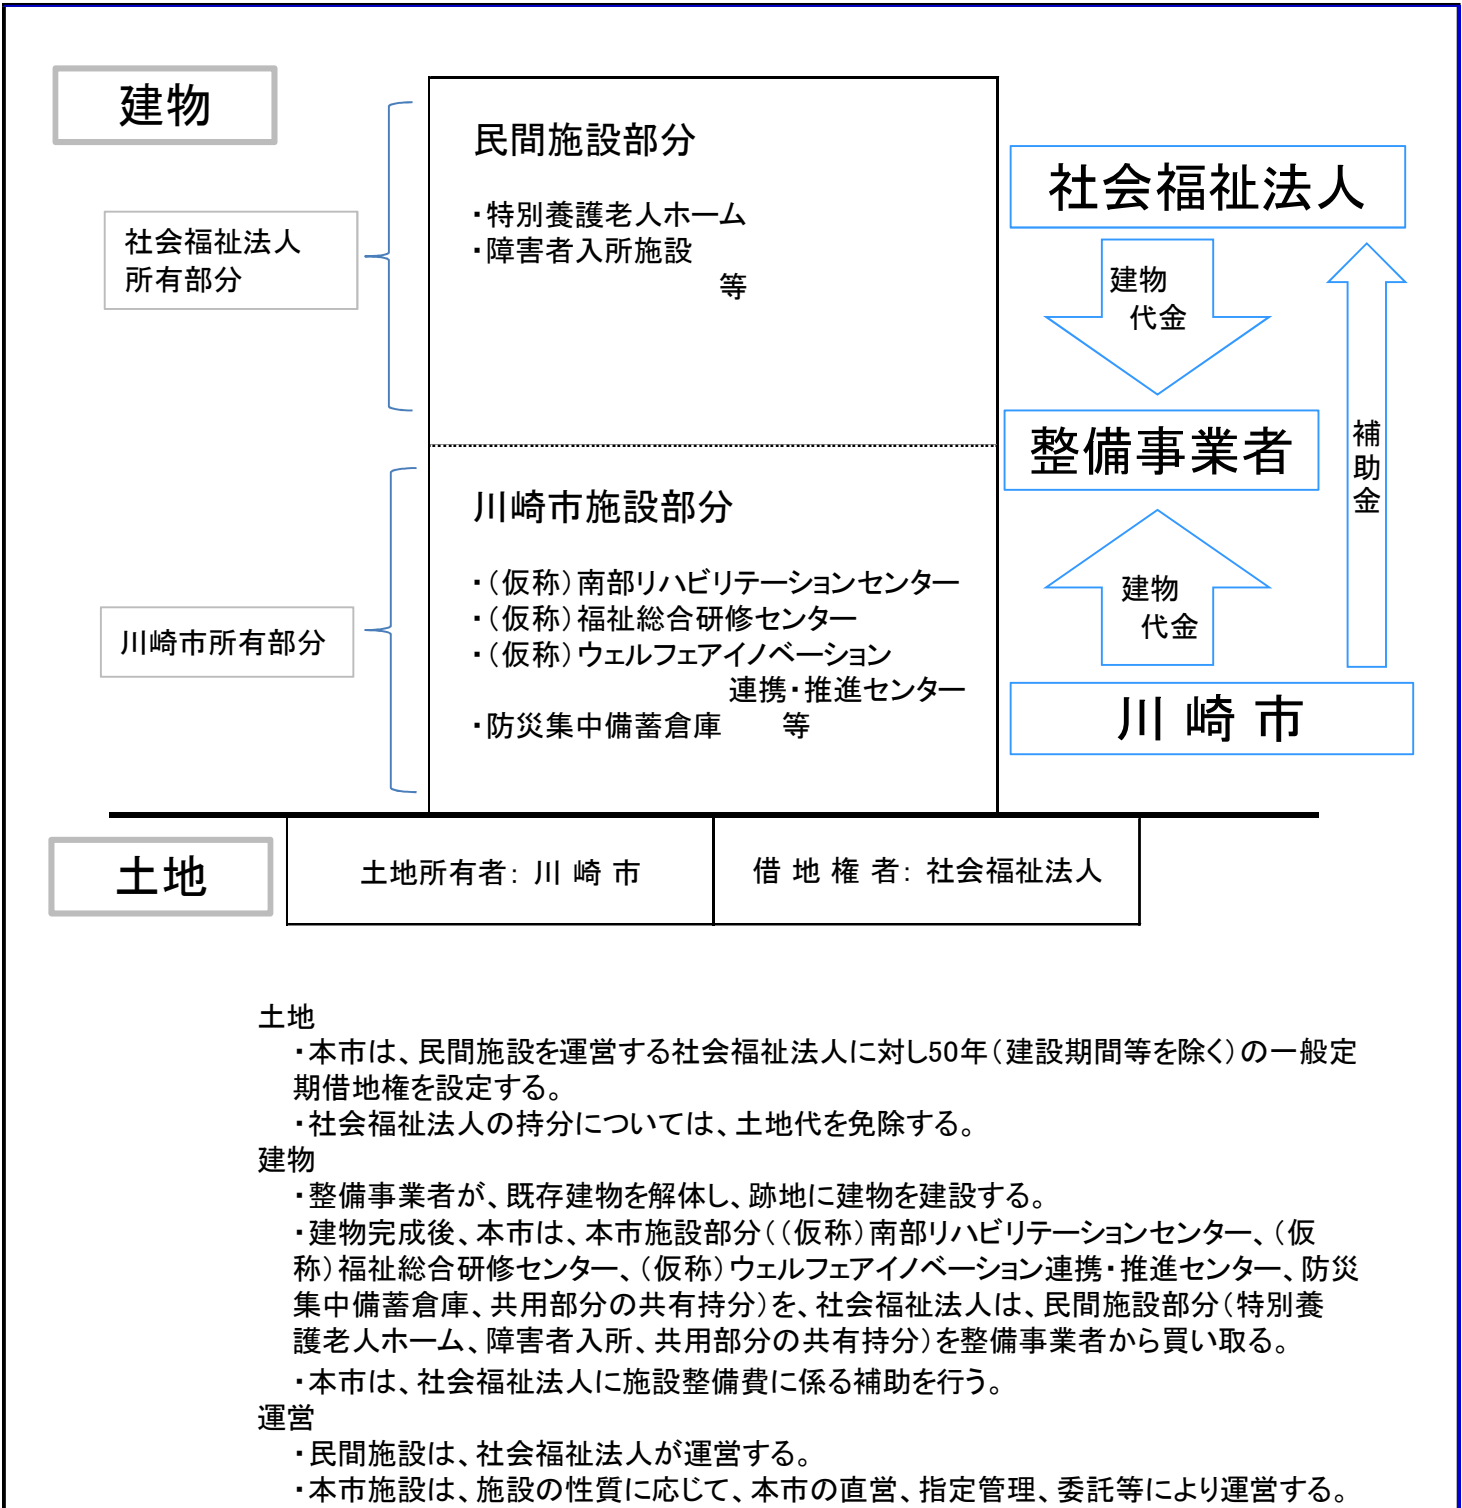 建物
民間施設部分
・特別養護老人ホーム
・障害者入所施設
等
社会福祉法人
所有部分
社会福祉法人
建物
代金
整備事業者
補助金
川崎市施設部分
・（仮称）南部リハビリテーションセンター
・（仮称）福祉総合研修センター
・（仮称）ウェルフェアイノベーション
連携・推進センター
・防災集中備蓄倉庫　　等
川崎市所有部分
建物
代金
川 崎 市
土地
土地所有者： 川 崎 市
借 地 権 者： 社会福祉法人
土地
・本市は、民間施設を運営する社会福祉法人に対し50年（建設期間等を除く）の一般定
期借地権を設定する。
・社会福祉法人の持分については、土地代を免除する。
建物
・整備事業者が、既存建物を解体し、跡地に建物を建設する。
・建物完成後、本市は、本市施設部分（（仮称）南部リハビリテーションセンター、（仮
称）福祉総合研修センター、（仮称）ウェルフェアイノベーション連携・推進センター、防災
集中備蓄倉庫、共用部分の共有持分）を、社会福祉法人は、民間施設部分（特別養
護老人ホーム、障害者入所、共用部分の共有持分）を整備事業者から買い取る。
・本市は、社会福祉法人に施設整備費に係る補助を行う。
運営
・民間施設は、社会福祉法人が運営する。
・本市施設は、施設の性質に応じて、本市の直営、指定管理、委託等により運営する。